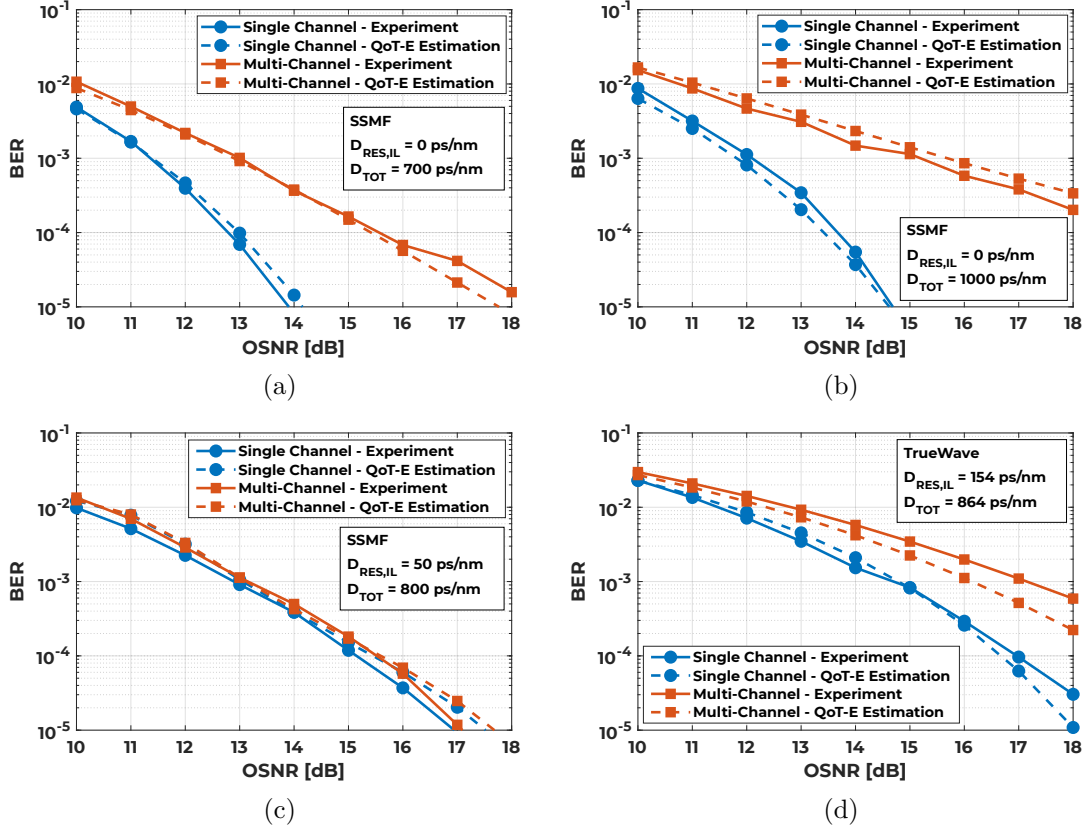 Single Channel - Experiment
Single Channel - QoT-E Estimation
Multi-Channel - Experiment
Multi-Channel - QoT-E Estimation
SSMF
D_RES,IL = 0 ps/nm
D_TOT = 700 ps/nm
BER
10^-1
10^-2
10^-3
10^-4
10^-5
10 11 12 13 14 15 16 17 18
OSNR [dB]
(a)
Single Channel - Experiment
Single Channel - QoT-E Estimation
Multi-Channel - Experiment
Multi-Channel - QoT-E Estimation
SSMF
D_RES,IL = 0 ps/nm
D_TOT = 1000 ps/nm
BER
10^-1
10^-2
10^-3
10^-4
10^-5
10 11 12 13 14 15 16 17 18
OSNR [dB]
(b)
Single Channel - Experiment
Single Channel - QoT-E Estimation
Multi-Channel - Experiment
Multi-Channel - QoT-E Estimation
SSMF
D_RES,IL = 50 ps/nm
D_TOT = 800 ps/nm
BER
10^-1
10^-2
10^-3
10^-4
10^-5
10 11 12 13 14 15 16 17 18
OSNR [dB]
(c)
TrueWave
D_RES,IL = 154 ps/nm
D_TOT = 864 ps/nm
Single Channel - Experiment
Single Channel - QoT-E Estimation
Multi-Channel - Experiment
Multi-Channel - QoT-E Estimation
BER
10^-1
10^-2
10^-3
10^-4
10^-5
10 11 12 13 14 15 16 17 18
OSNR [dB]
(d)